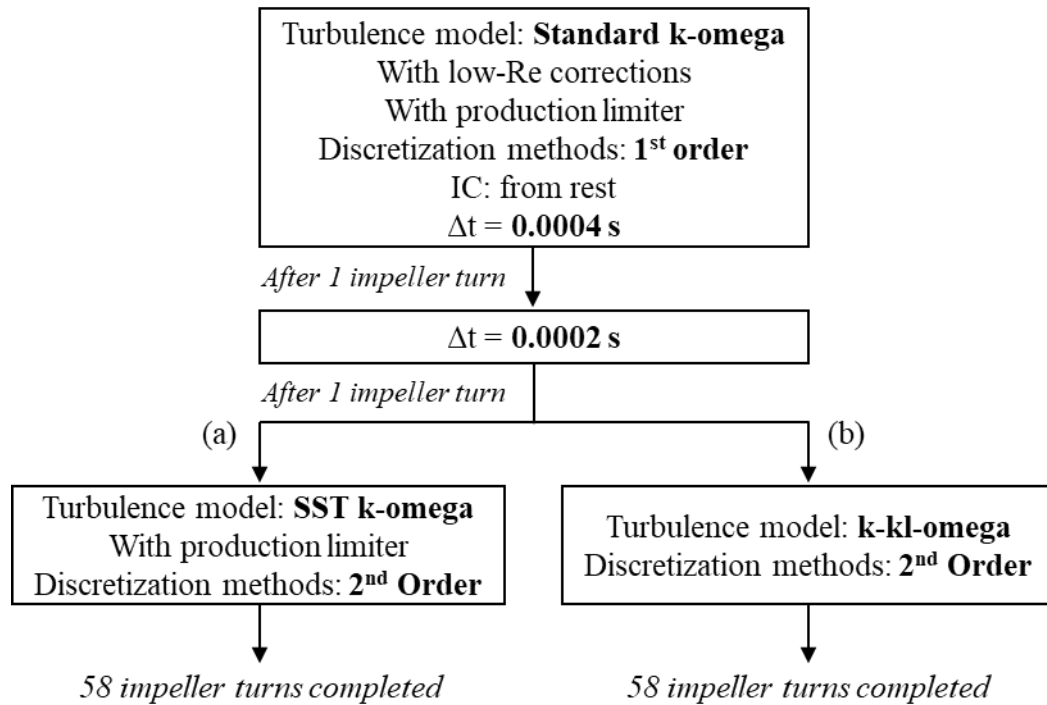 Turbulence model: Standard k-omega
With low-Re corrections
With production limiter
Discretization methods: 1st order
IC: from rest
Δt = 0.0004 s
After 1 impeller turn
Δt = 0.0002 s
After 1 impeller turn
(a)
(b)
Turbulence model: SST k-omega
With production limiter
Discretization methods: 2nd Order
Turbulence model: k-kl-omega
Discretization methods: 2nd Order
58 impeller turns completed
58 impeller turns completed